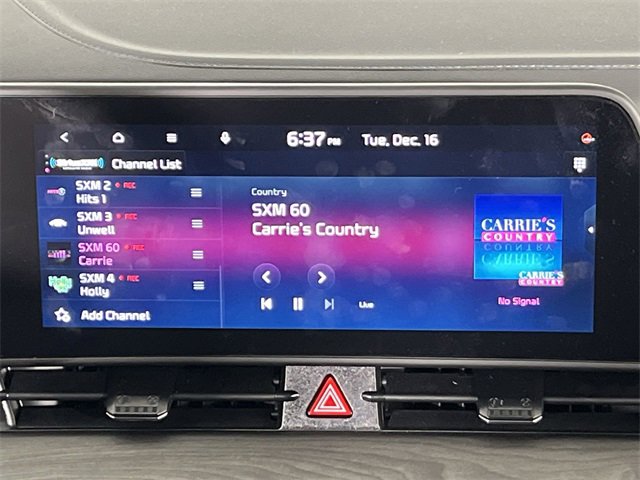 6:37 PM Tue, Dec. 16
SiriusXM Channel List
SXM 2 REC
Hits 1
SXM 3 REC
Unwell
SXM 60 REC
Carrie
SXM 4 REC
Holly
Add Channel
Country
SXM 60
Carrie's Country
Live
CARRIE'S
COUNTRY
CARRIE'S
COUNTRY
No Signal